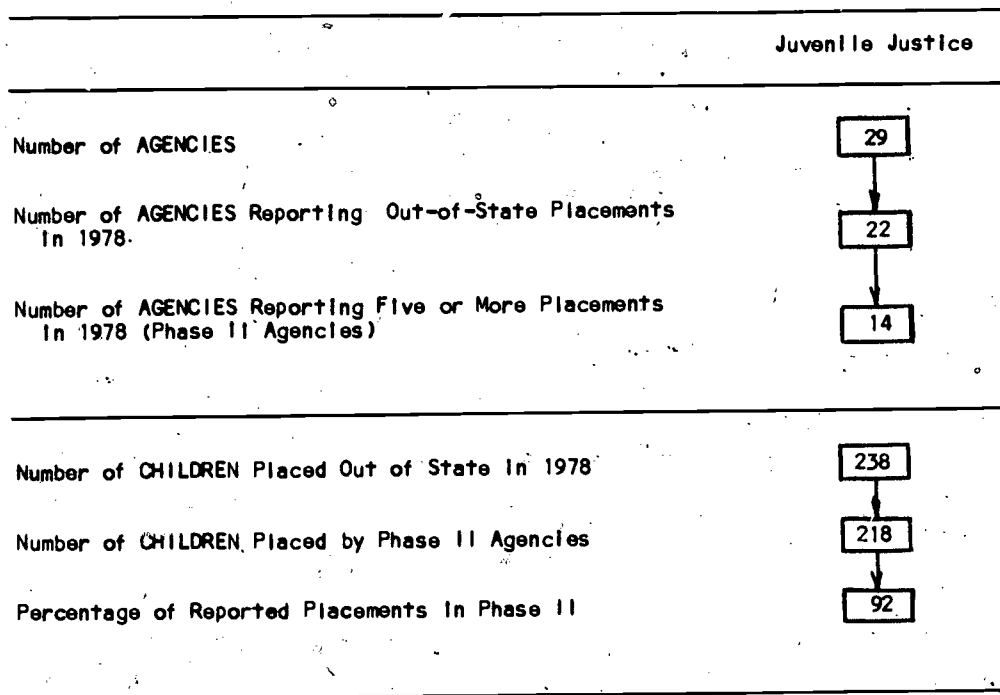 Juvenile Justice
Number of AGENCIES 29
Number of AGENCIES Reporting Out-of-State Placements
In 1978. 22
Number of AGENCIES Reporting Five or More Placements
In 1978 (Phase II Agencies) 14
Number of CHILDREN Placed Out of State In 1978 238
Number of CHILDREN Placed by Phase II Agencies 218
Percentage of Reported Placements In Phase II 92